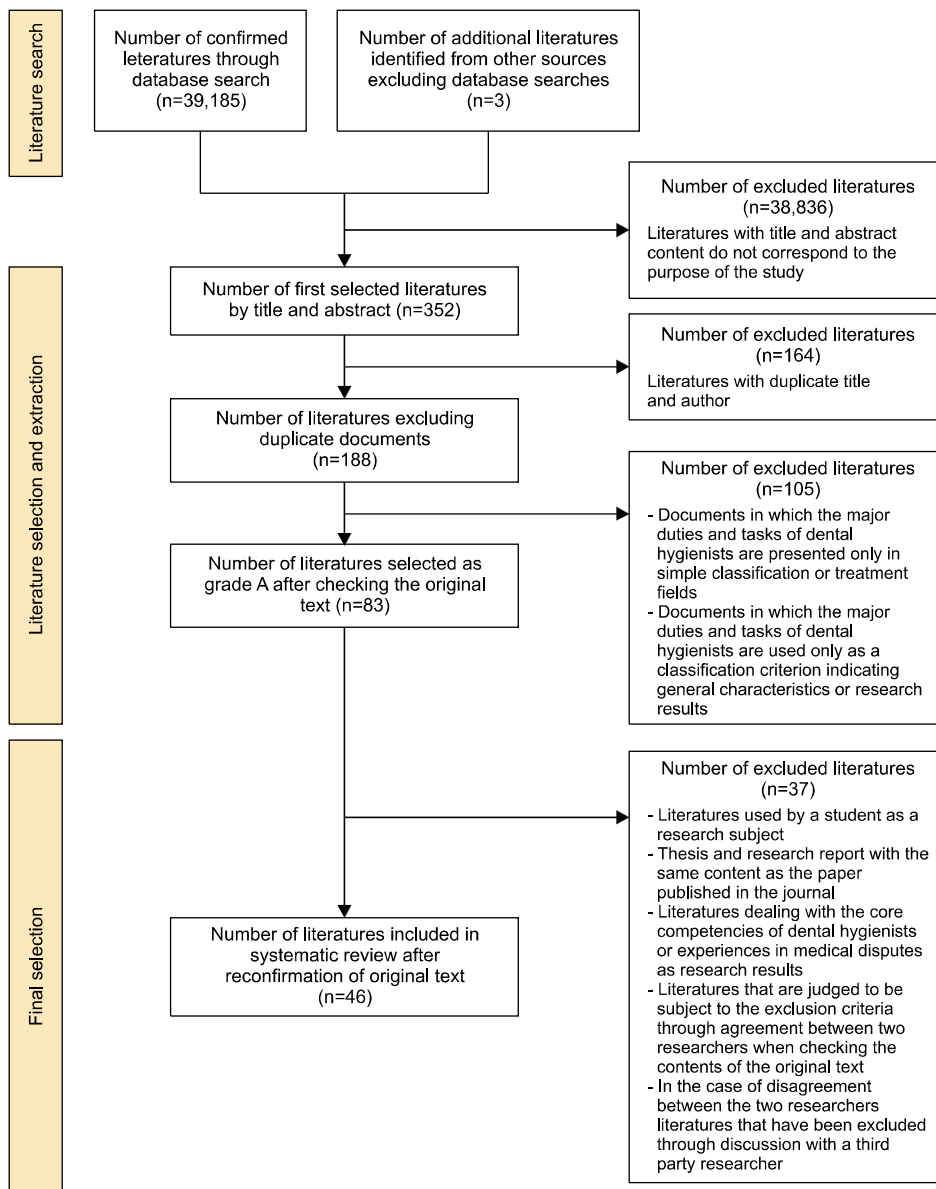 Literature search
Number of confirmed
leteratures through
database search
(n=39,185)
Number of additional literatures
identified from other sources
excluding database searches
(n=3)
Number of excluded literatures
(n=38,836)
Literatures with title and abstract
content do not correspond to the
purpose of the study
Literature selection and extraction
Number of first selected literatures
by title and abstract (n=352)
Number of excluded literatures
(n=164)
Literatures with duplicate title
and author
Number of literatures excluding
duplicate documents
(n=188)
Number of excluded literatures
(n=105)
- Documents in which the major
duties and tasks of dental
hygienists are presented only in
simple classification or treatment
fields
- Documents in which the major
duties and tasks of dental
hygienists are used only as a
classification criterion indicating
general characteristics or research
results
Number of literatures selected as
grade A after checking the original
text (n=83)
Final selection
Number of excluded literatures
(n=37)
- Literatures used by a student as a
research subject
- Thesis and research report with the
same content as the paper
published in the journal
- Literatures dealing with the core
competencies of dental hygienists
or experiences in medical disputes
as research results
- Literatures that are judged to be
subject to the exclusion criteria
through agreement between two
researchers when checking the
contents of the original text
- In the case of disagreement
between the two researchers
literatures that have been excluded
through discussion with a third
party researcher
Number of literatures included in
systematic review after
reconfirmation of original text
(n=46)